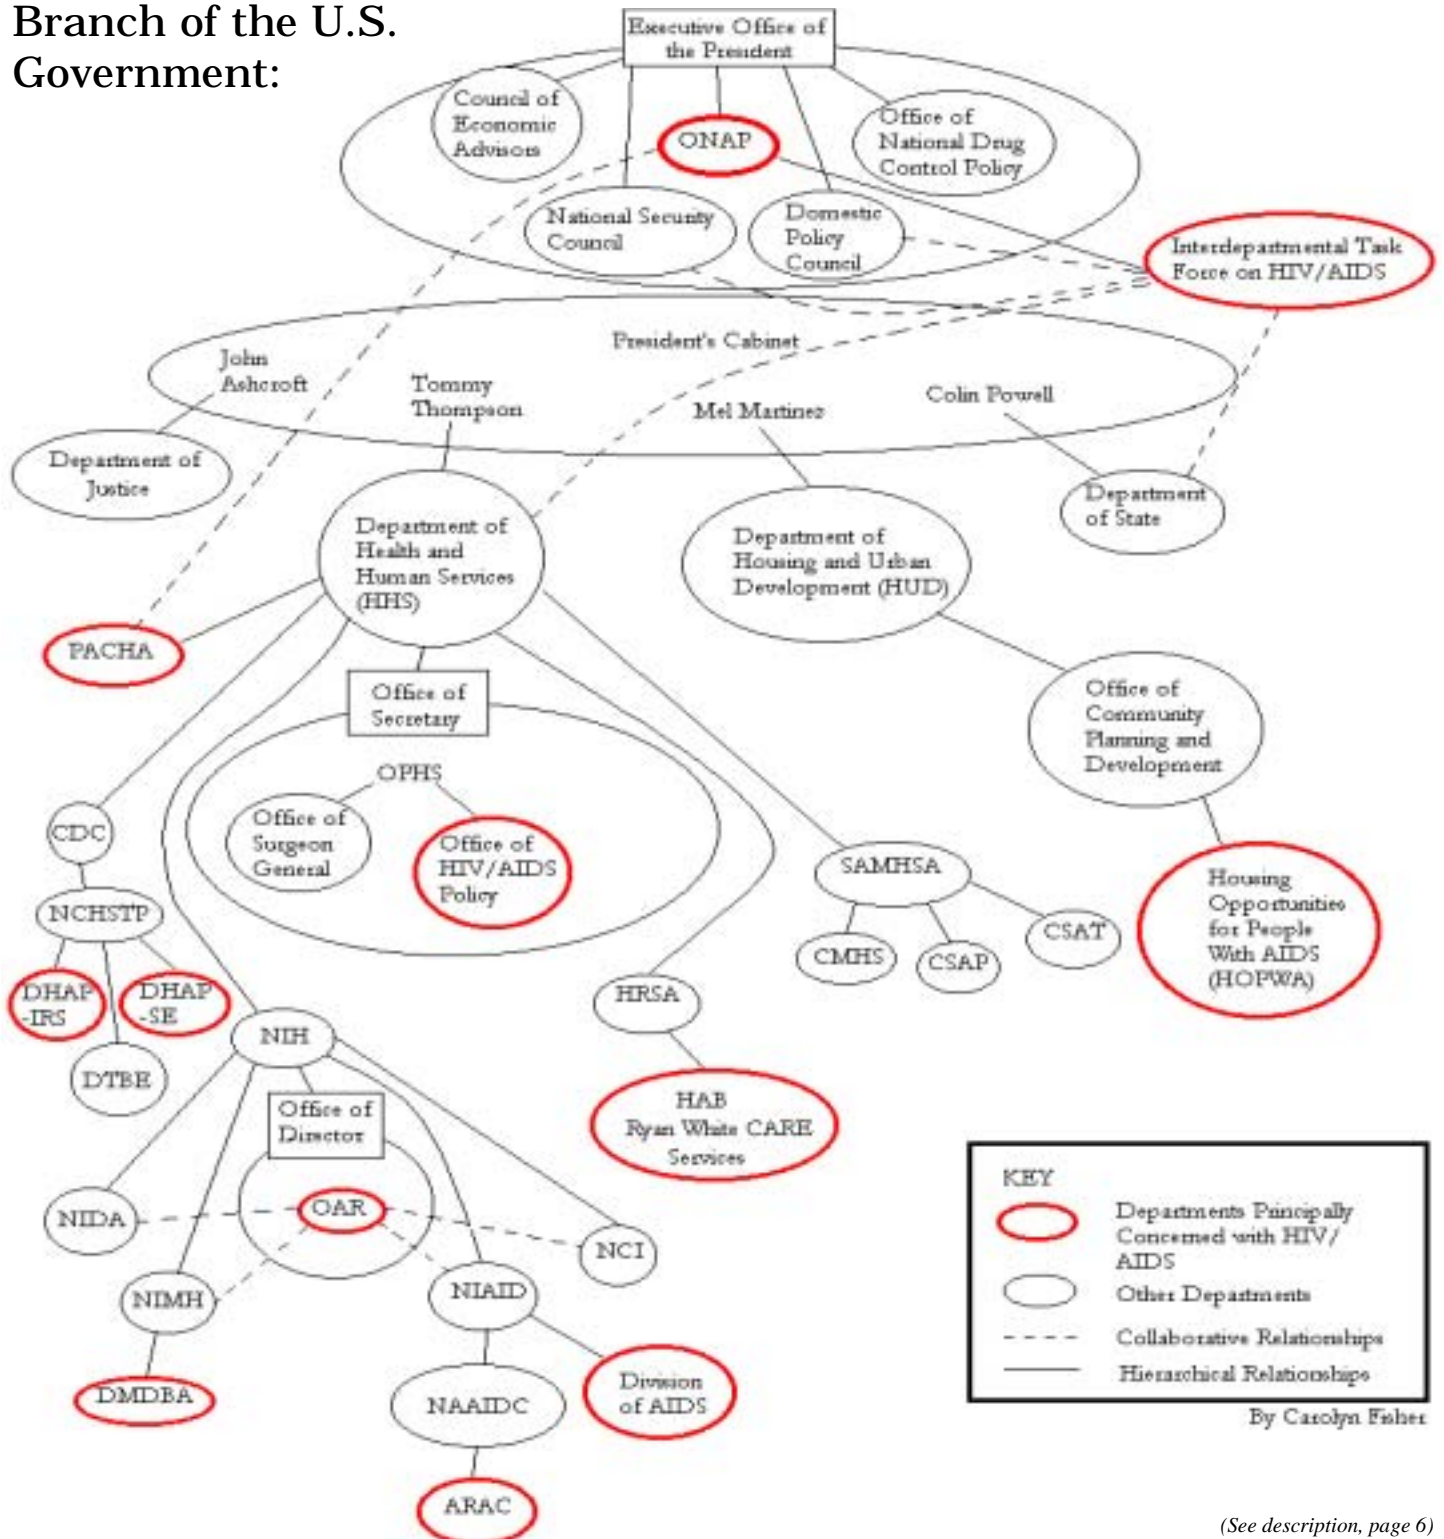 Branch of the U.S.
Government:
Executive Office of
the President
Council of
Economic
Advisors
ONAP
Office of
National Drug
Control Policy
National Security
Council
Domestic
Policy
Council
Interdepartmental Task
Force on HIV/AIDS
President's Cabinet
John
Ashcroft
Tommy
Thompson
Mel Martinez
Colin Powell
Department of
Justice
Department of
Health and
Human Services
(HHS)
Department of
Housing and Urban
Development (HUD)
Department
of State
PACHA
Office of
Secretary
Office of
Community
Planning and
Development
OPHS
Office of
Surgeon
General
Office of
HIV/AIDS
Policy
CDC
NCHSTP
DHAP
-IRS
DHAP
-SE
DTBE
SAMHSA
CMHS
CSAP
CSAT
Housing
Opportunities
for People
With AIDS
(HOPWA)
HRSA
HAB
Ryan White CARE
Services
NIH
Office of
Director
OAR
NIDA
NCI
NIMH
NIAID
DMDBA
NAAIDC
Division
of AIDS
ARAC
KEY
Departments Principally
Concerned with HIV/
AIDS
Other Departments
Collaborative Relationships
Hierarchical Relationships
By Carolyn Fisher
(See description, page 6)